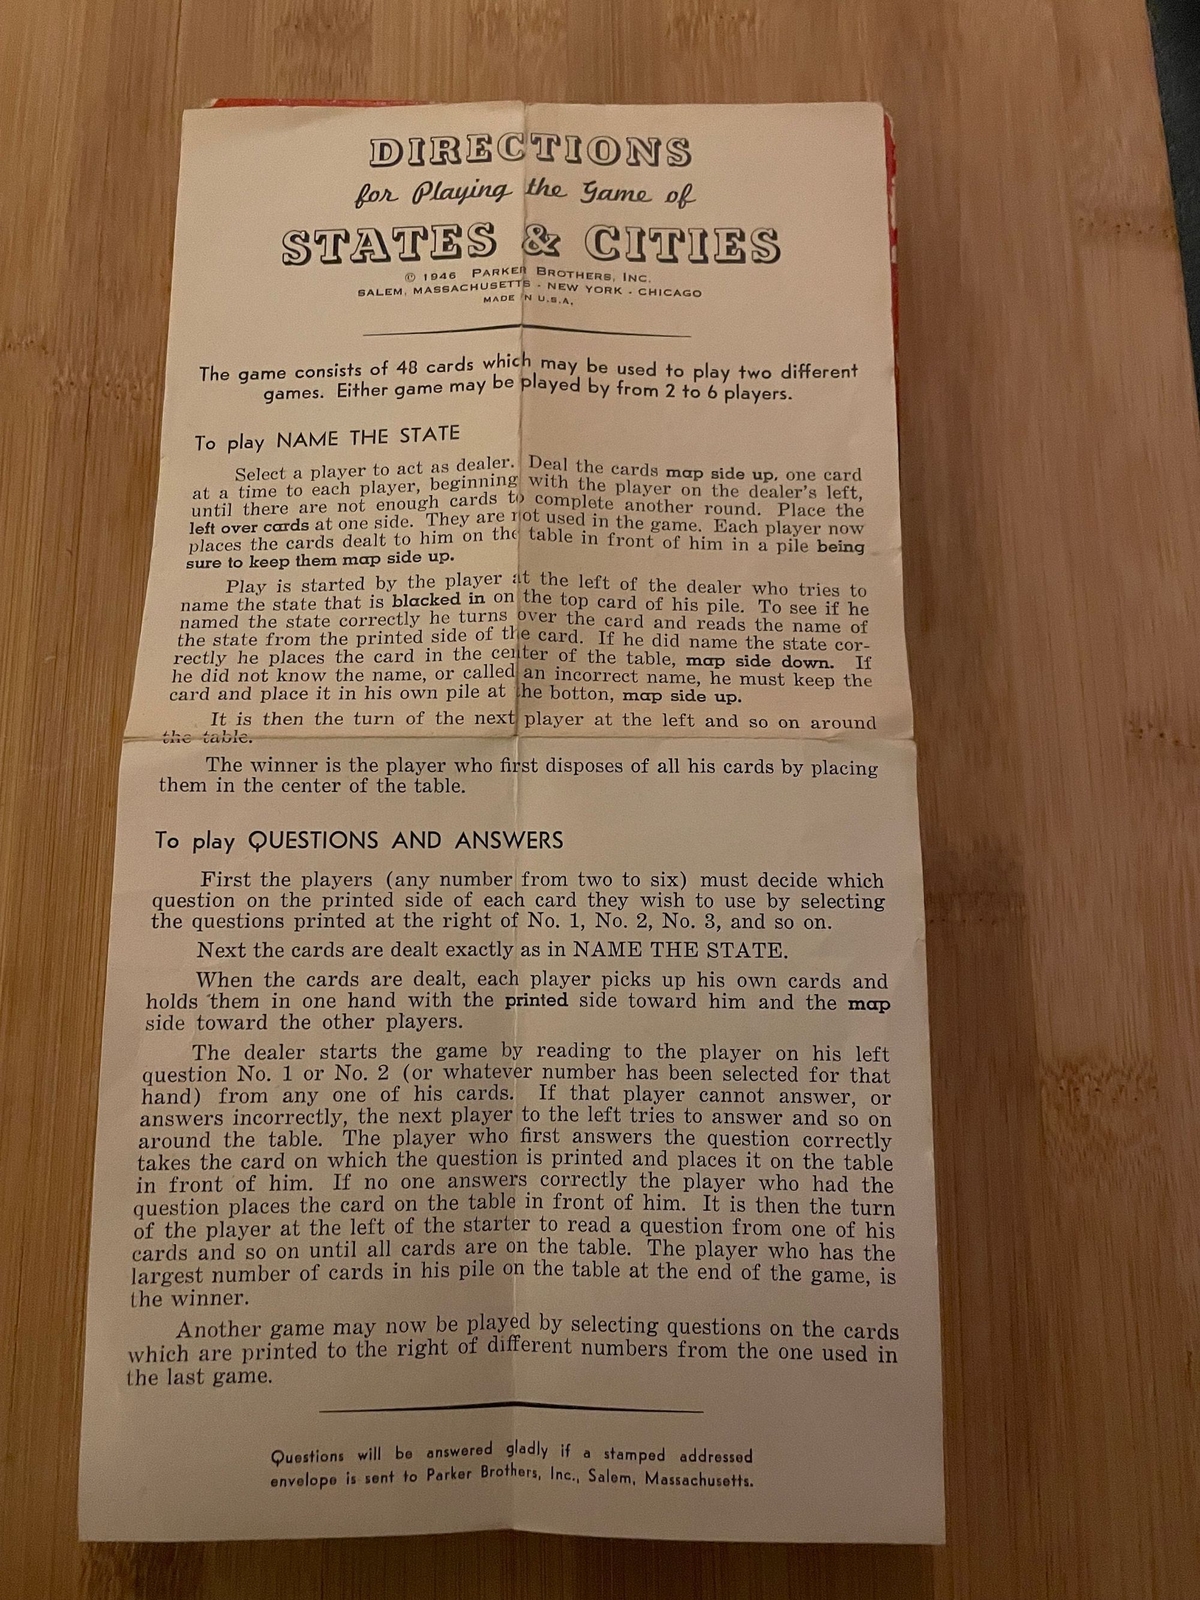 DIRECTIONS
for Playing the Game of
STATES & CITIES
© 1946 PARKER BROTHERS, INC.
SALEM, MASSACHUSETTS - NEW YORK - CHICAGO
MADE IN U.S.A.
The game consists of 48 cards which may be used to play two different
games. Either game may be played by from 2 to 6 players.
To play NAME THE STATE
Select a player to act as dealer. Deal the cards map side up, one card
at a time to each player, beginning with the player on the dealer's left,
until there are not enough cards to complete another round. Place the
left over cards at one side. They are not used in the game. Each player now
places the cards dealt to him on the table in front of him in a pile being
sure to keep them map side up.
Play is started by the player at the left of the dealer who tries to
name the state that is blacked in on the top card of his pile. To see if he
named the state correctly he turns over the card and reads the name of
the state from the printed side of the card. If he did name the state cor-
rectly he places the card in the center of the table, map side down. If
he did not know the name, or called an incorrect name, he must keep the
card and place it in his own pile at the botton, map side up.
It is then the turn of the next player at the left and so on around
the table.
The winner is the player who first disposes of all his cards by placing
them in the center of the table.
To play QUESTIONS AND ANSWERS
First the players (any number from two to six) must decide which
question on the printed side of each card they wish to use by selecting
the questions printed at the right of No. 1, No. 2, No. 3, and so on.
Next the cards are dealt exactly as in NAME THE STATE.
When the cards are dealt, each player picks up his own cards and
holds them in one hand with the printed side toward him and the map
side toward the other players.
The dealer starts the game by reading to the player on his left
question No. 1 or No. 2 (or whatever number has been selected for that
hand) from any one of his cards. If that player cannot answer, or
answers incorrectly, the next player to the left tries to answer and so on
around the table. The player who first answers the question correctly
takes the card on which the question is printed and places it on the table
in front of him. If no one answers correctly the player who had the
question places the card on the table in front of him. It is then the turn
of the player at the left of the starter to read a question from one of his
cards and so on until all cards are on the table. The player who has the
largest number of cards in his pile on the table at the end of the game, is
the winner.
Another game may now be played by selecting questions on the cards
which are printed to the right of different numbers from the one used in
the last game.
Questions will be answered gladly if a stamped addressed
envelope is sent to Parker Brothers, Inc., Salem, Massachusetts.